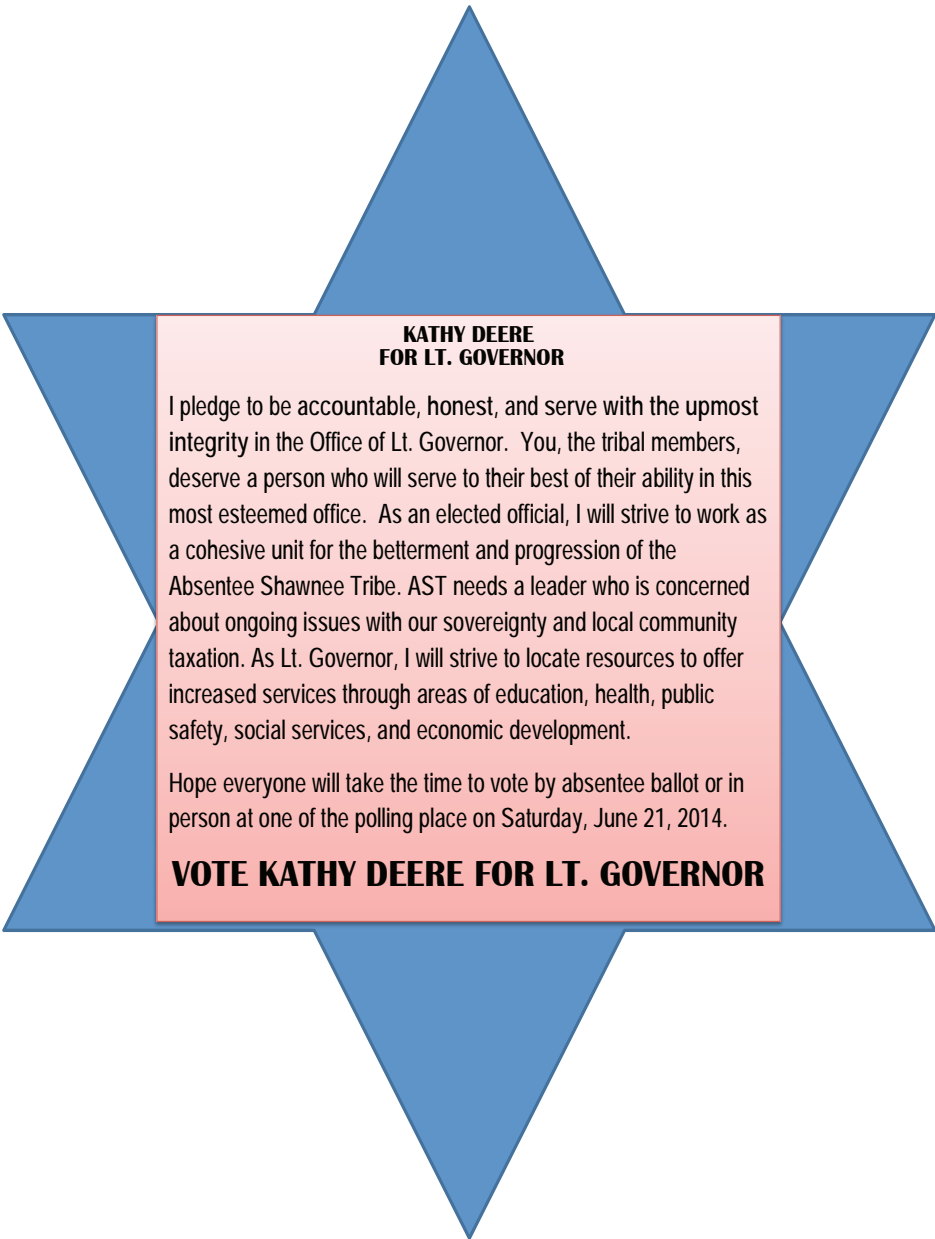 KATHY DEERE
FOR LT. GOVERNOR
I pledge to be accountable, honest, and serve with the upmost
integrity in the Office of Lt. Governor.  You, the tribal members,
deserve a person who will serve to their best of their ability in this
most esteemed office.  As an elected official, I will strive to work as
a cohesive unit for the betterment and progression of the
Absentee Shawnee Tribe. AST needs a leader who is concerned
about ongoing issues with our sovereignty and local community
taxation. As Lt. Governor, I will strive to locate resources to offer
increased services through areas of education, health, public
safety, social services, and economic development.
Hope everyone will take the time to vote by absentee ballot or in
person at one of the polling place on Saturday, June 21, 2014.
VOTE KATHY DEERE FOR LT. GOVERNOR